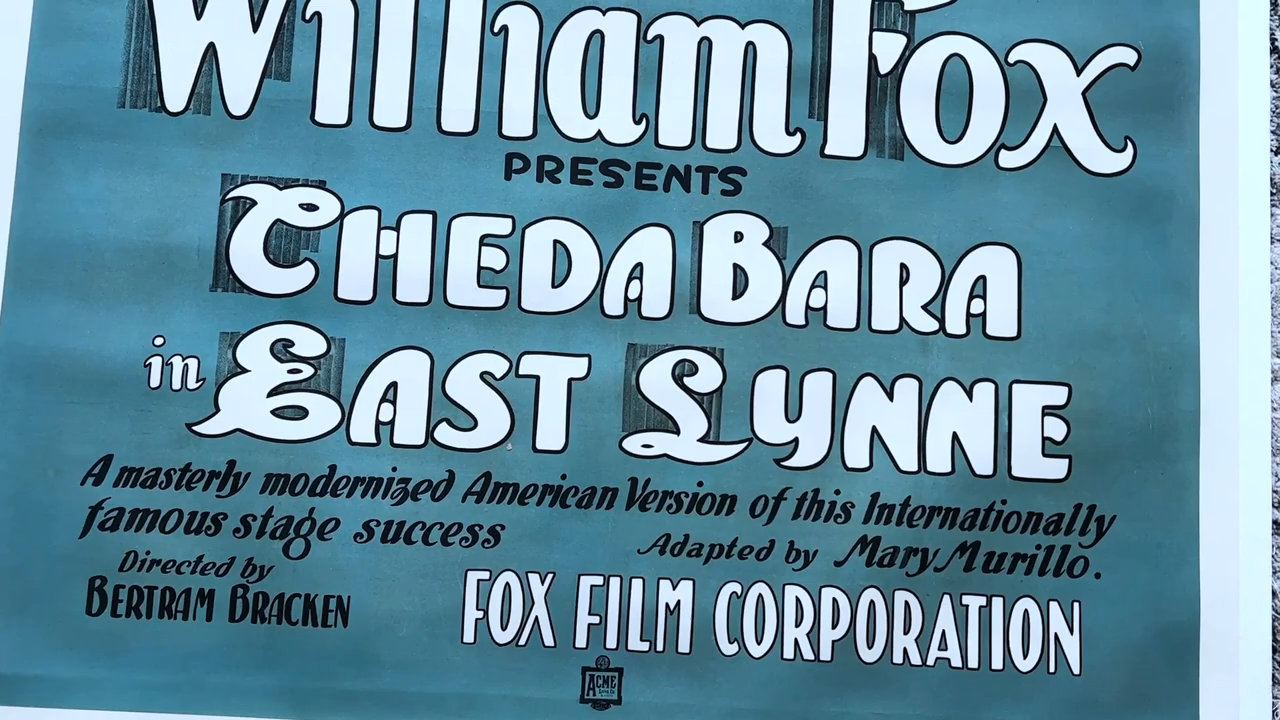 William Fox
PRESENTS
THEDA BARA
in EAST LYNNE
A masterly modernized American Version of this Internationally
famous stage success
Adapted by Mary Murillo.
Directed by
BERTRAM BRACKEN
FOX FILM CORPORATION
ACME